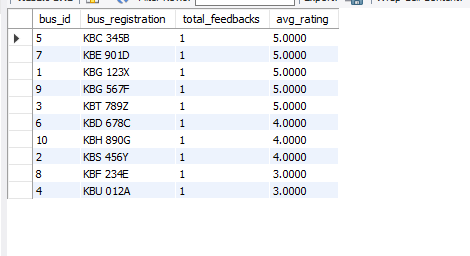 bus_id bus_registration total_feedbacks avg_rating
5 KBC 345B 1 5.0000
7 KBE 901D 1 5.0000
1 KBG 123X 1 5.0000
9 KBG 567F 1 5.0000
3 KBT 789Z 1 5.0000
6 KBD 678C 1 4.0000
10 KBH 890G 1 4.0000
2 KBS 456Y 1 4.0000
8 KBF 234E 1 3.0000
4 KBU 012A 1 3.0000